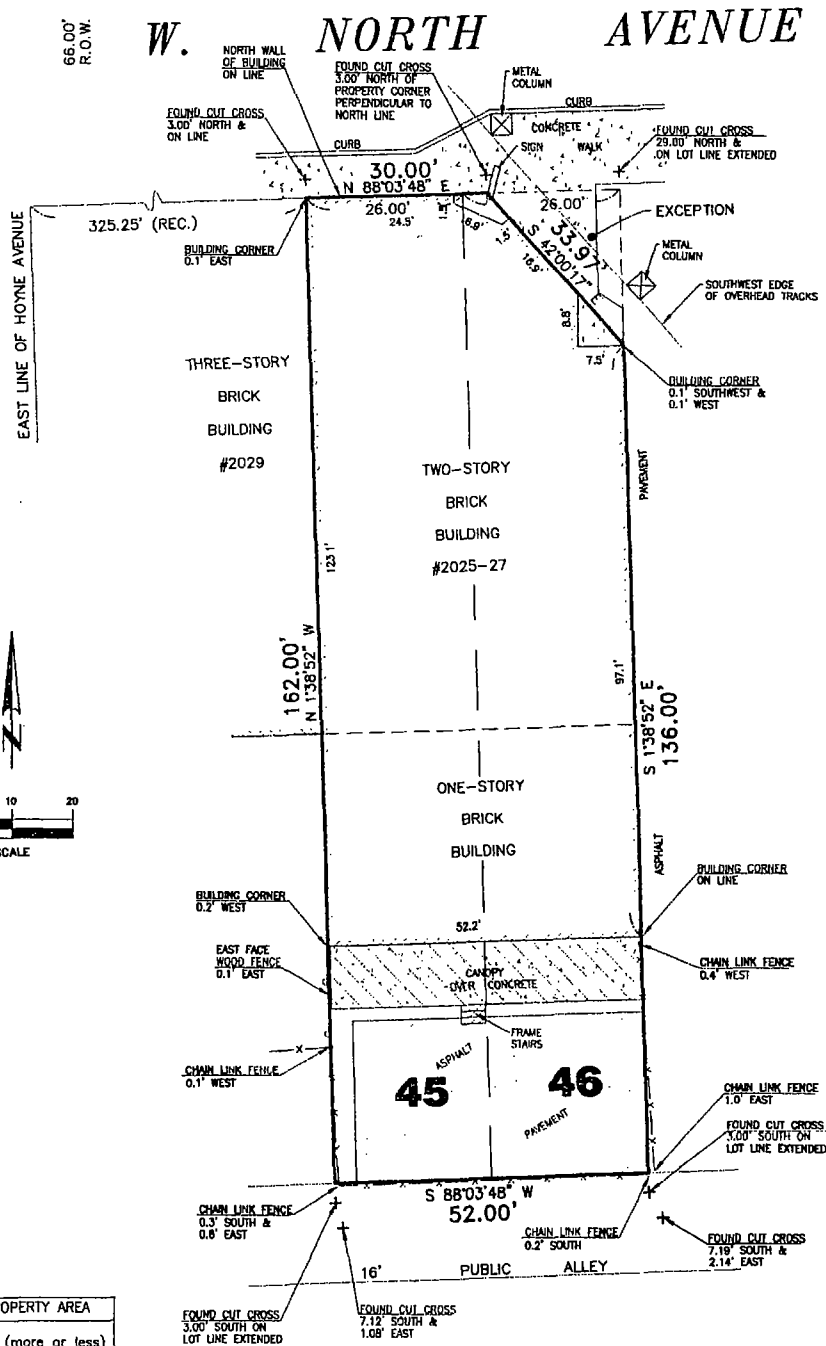 66.00'
R.O.W.
W. NORTH AVENUE
NORTH WALL
OF BUILDING
ON LINE
FOUND CUT CROSS
3.00' NORTH OF
PROPERTY CORNER
PERPENDICULAR TO
NORTH LINE
METAL
COLUMN
CURB
FOUND CUT CROSS
3.00' NORTH &
ON LINE
CURB
CONCRETE
WALK
SIGN
FOUND CUT CROSS
29.00' NORTH &
ON LOT LINE EXTENDED
30.00'
N 88°03'48" E
26.00'
24.5'
26.00'
325.25' (REC.)
EAST LINE OF HOYNE AVENUE
BUILDING CORNER
0.1' EAST
6.9'
1.5'
16.9'
33.97'
S 42°00'17" E
EXCEPTION
METAL
COLUMN
SOUTHWEST EDGE
OF OVERHEAD TRACKS
8.8'
7.5'
BUILDING CORNER
0.1' SOUTHWEST &
0.1' WEST
THREE-STORY
BRICK
BUILDING
#2029
TWO-STORY
BRICK
BUILDING
#2025-27
PAVEMENT
123.1'
162.00'
N 1°38'52" W
97.1'
S 1°38'52" E
136.00'
N
10 20
SCALE
ONE-STORY
BRICK
BUILDING
ASPHALT
BUILDING CORNER
0.2' WEST
BUILDING CORNER
ON LINE
52.2'
EAST FACE
WOOD FENCE
0.1' EAST
CANOPY
OVER CONCRETE
CHAIN LINK FENCE
0.4' WEST
FRAME
STAIRS
CHAIN LINK FENCE
0.1' WEST
ASPHALT
PAVEMENT
45 46
CHAIN LINK FENCE
1.0' EAST
FOUND CUT CROSS
3.00' SOUTH ON
LOT LINE EXTENDED
S 88°03'48" W
52.00'
CHAIN LINK FENCE
0.3' SOUTH &
0.8' EAST
CHAIN LINK FENCE
0.2' SOUTH
FOUND CUT CROSS
7.19' SOUTH &
2.14' EAST
16' PUBLIC ALLEY
FOUND CUT CROSS
3.00' SOUTH ON
LOT LINE EXTENDED
FOUND CUT CROSS
7.12' SOUTH &
1.08' EAST
OPERTY AREA
(more or less)